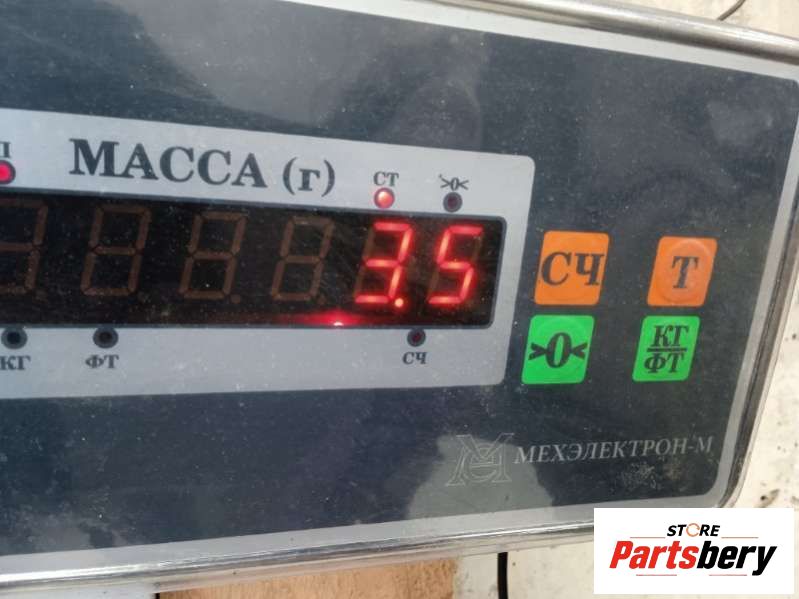 П
МАССА (г)
СТ
>0<
3.5
СЧ
Т
КГ
ФТ
СЧ
>0<
КГ
ФТ
МЕХЭЛЕКТРОН-М
STORE
Partsbery